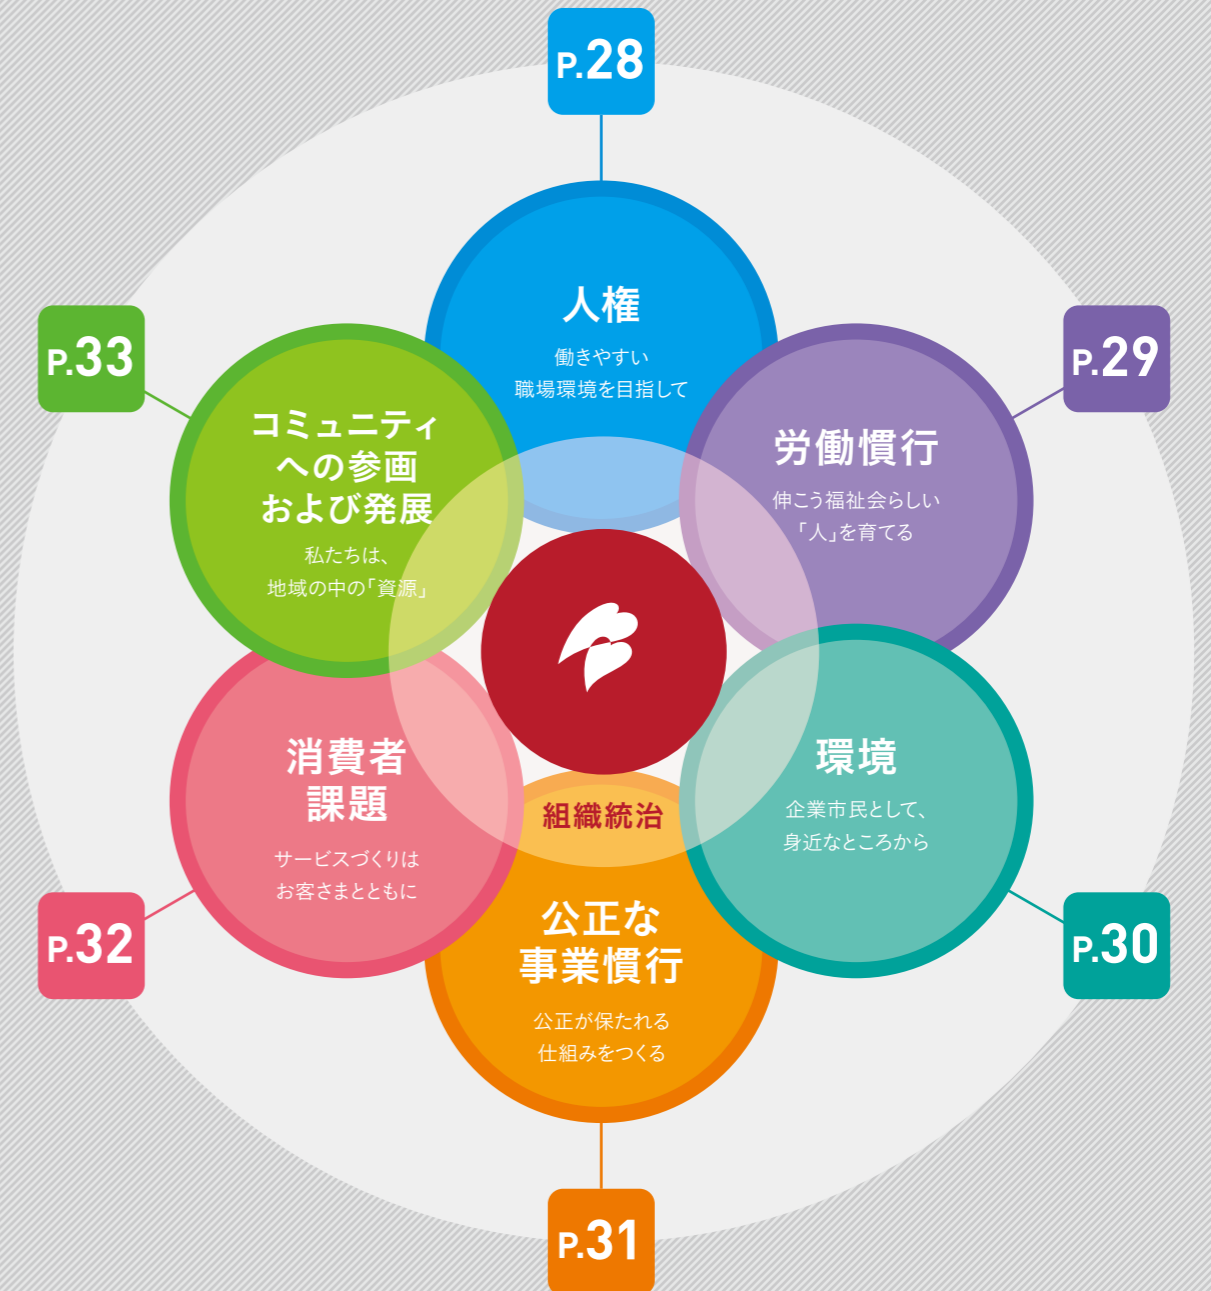 P.28
人権
働きやすい
職場環境を目指して
P.29
労働慣行
伸こう福祉会らしい
「人」を育てる
P.30
環境
企業市民として、
身近なところから
P.31
公正な
事業慣行
公正が保たれる
仕組みをつくる
P.32
消費者
課題
サービスづくりは
お客さまとともに
P.33
コミュニティ
への参画
および発展
私たちは、
地域の中の「資源」
組織統治